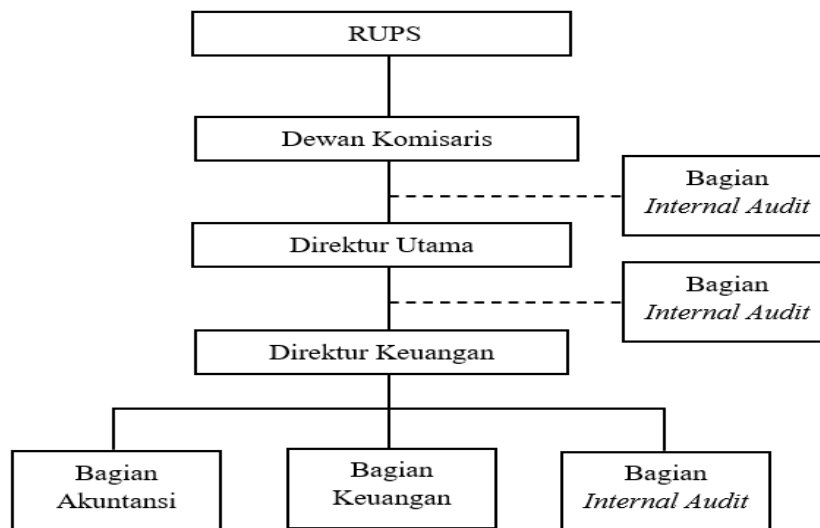 RUPS
Dewan Komisaris
Bagian
Internal Audit
Direktur Utama
Bagian
Internal Audit
Direktur Keuangan
Bagian
Akuntansi
Bagian
Keuangan
Bagian
Internal Audit